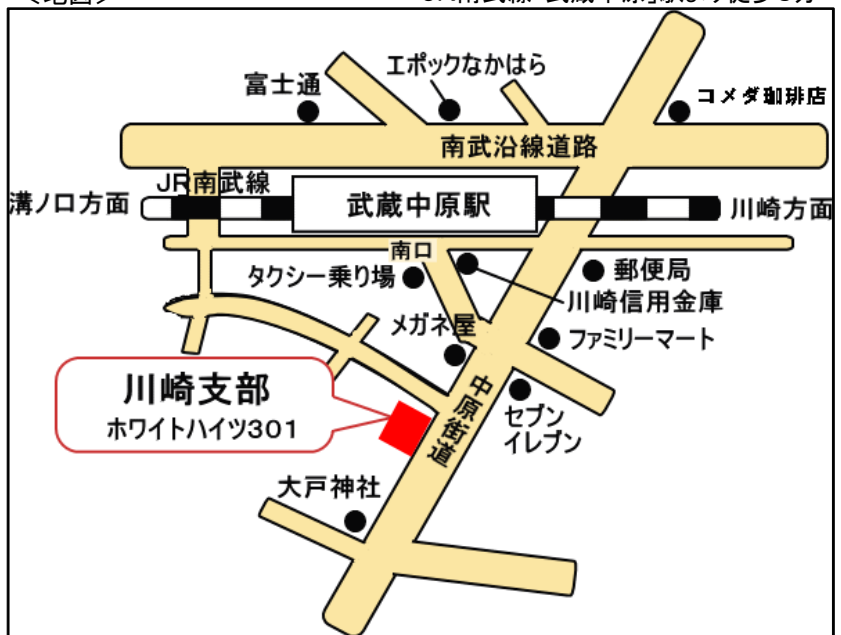 エポックなかはら
富士通
コメダ珈琲店
南武沿線道路
JR南武線
溝ノ口方面
武蔵中原駅
川崎方面
南口
タクシー乗り場
郵便局
川崎信用金庫
メガネ屋
ファミリーマート
川崎支部
ホワイトハイツ301
中原街道
セブン
イレブン
大戸神社